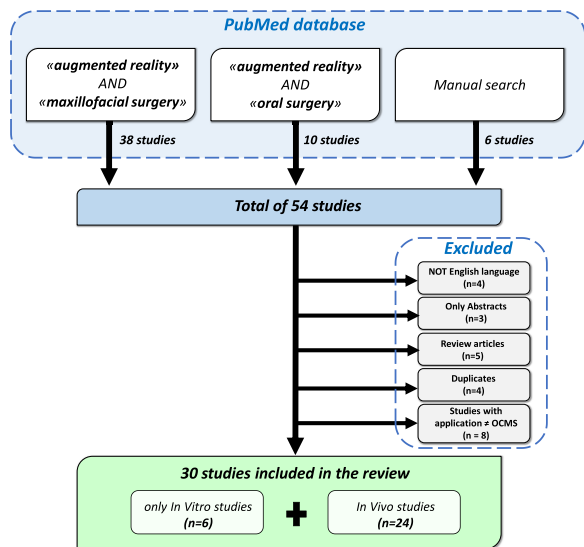 PubMed database
«augmented reality»
AND
«maxillofacial surgery»
«augmented reality»
AND
«oral surgery»
Manual search
38 studies
10 studies
6 studies
Total of 54 studies
Excluded
NOT English language
(n=4)
Only Abstracts
(n=3)
Review articles
(n=5)
Duplicates
(n=4)
Studies with
application ≠ OCMS
(n = 8)
30 studies included in the review
only In Vitro studies
(n=6)
In Vivo studies
(n=24)